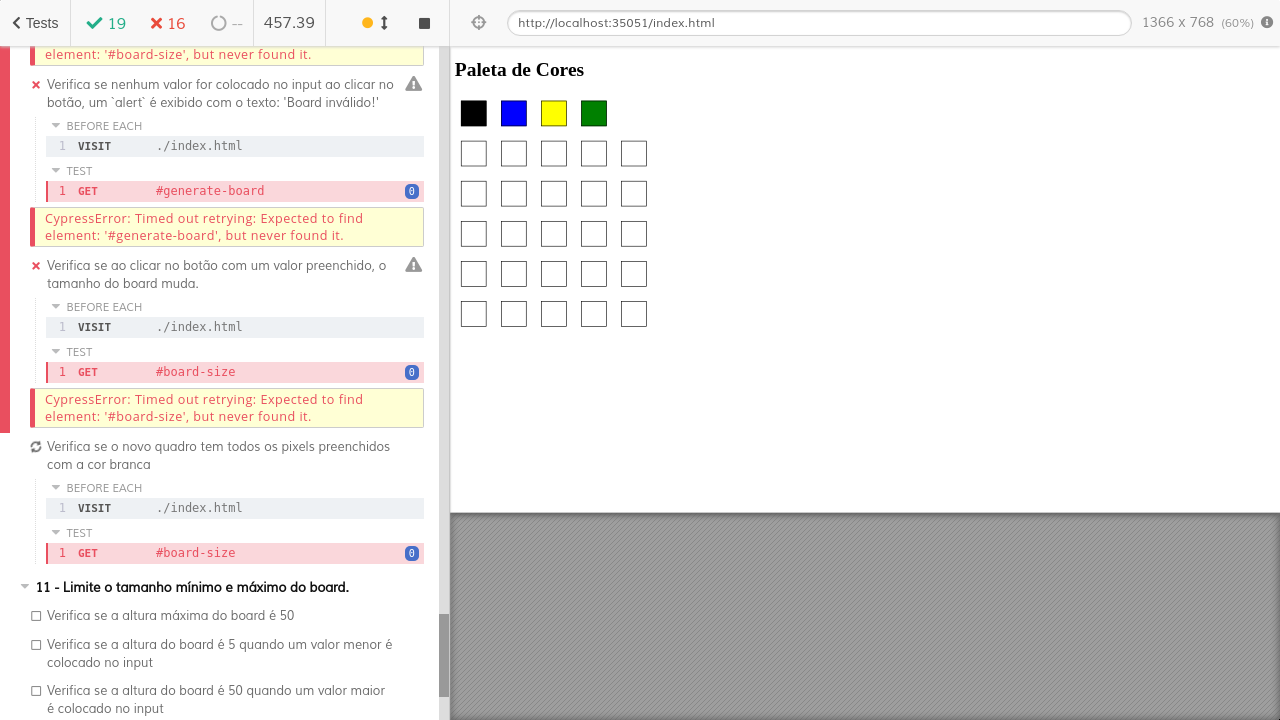 Tests
19
16
--
457.39
http://localhost:35051/index.html
1366 x 768 (60%)
element: '#board-size', but never found it.
Verifica se nenhum valor for colocado no input ao clicar no
botão, um `alert` é exibido com o texto: 'Board inválido!'
BEFORE EACH
1 VISIT ./index.html
TEST
1 GET #generate-board 0
CypressError: Timed out retrying: Expected to find
element: '#generate-board', but never found it.
Verifica se ao clicar no botão com um valor preenchido, o
tamanho do board muda.
BEFORE EACH
1 VISIT ./index.html
TEST
1 GET #board-size 0
CypressError: Timed out retrying: Expected to find
element: '#board-size', but never found it.
Verifica se o novo quadro tem todos os pixels preenchidos
com a cor branca
BEFORE EACH
1 VISIT ./index.html
TEST
1 GET #board-size 0
11 - Limite o tamanho mínimo e máximo do board.
Verifica se a altura máxima do board é 50
Verifica se a altura do board é 5 quando um valor menor é
colocado no input
Verifica se a altura do board é 50 quando um valor maior
é colocado no input
Paleta de Cores